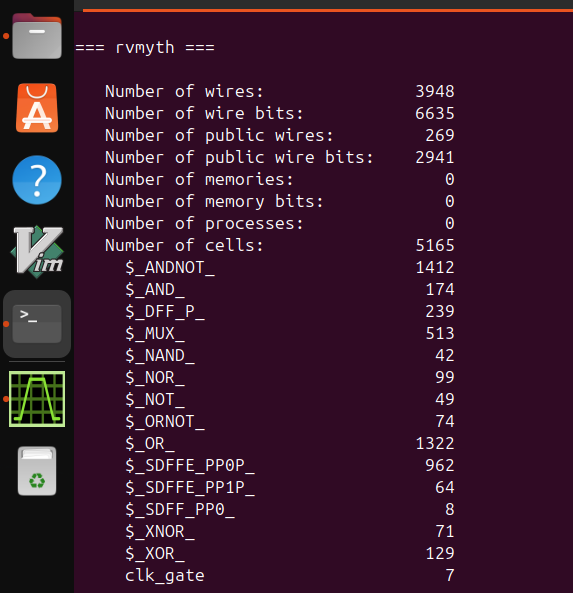 === rvmyth ===
Number of wires: 3948
Number of wire bits: 6635
Number of public wires: 269
Number of public wire bits: 2941
Number of memories: 0
Number of memory bits: 0
Number of processes: 0
Number of cells: 5165
$_ANDNOT_ 1412
$_AND_ 174
$_DFF_P_ 239
$_MUX_ 513
$_NAND_ 42
$_NOR_ 99
$_NOT_ 49
$_ORNOT_ 74
$_OR_ 1322
$_SDFFE_PP0P_ 962
$_SDFFE_PP1P_ 64
$_SDFF_PP0_ 8
$_XNOR_ 71
$_XOR_ 129
clk_gate 7
A
?
Vim
>_